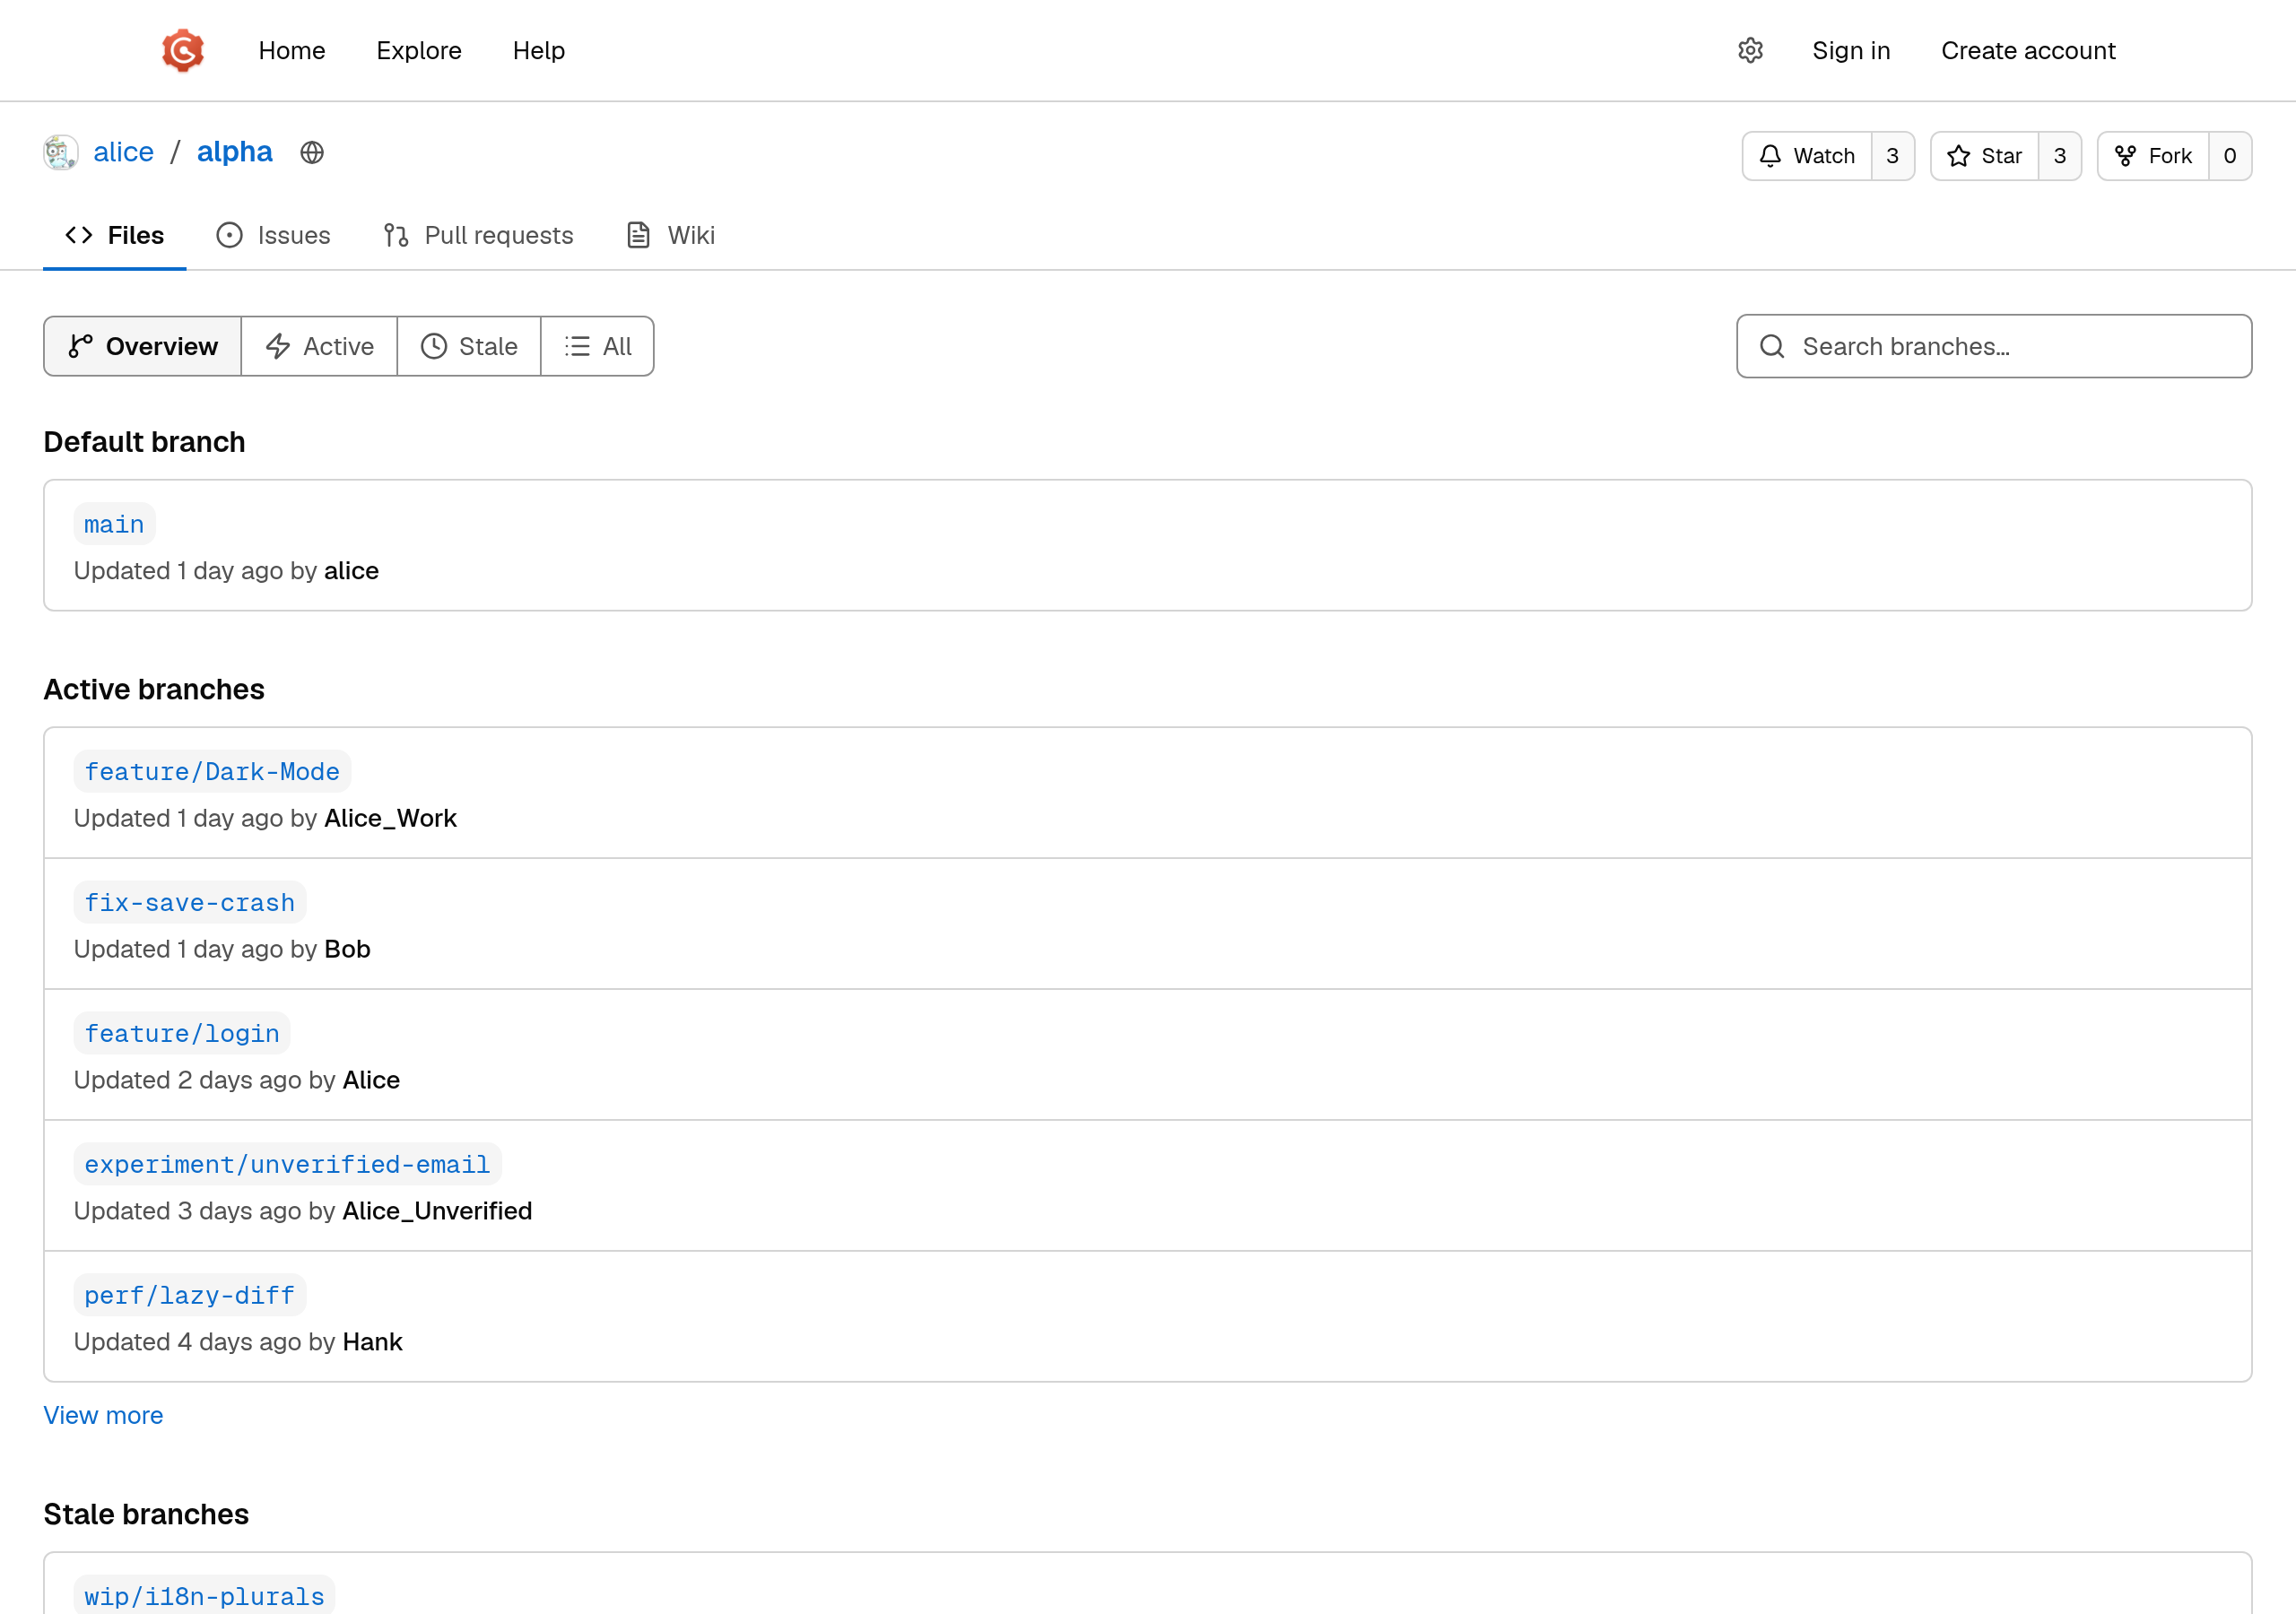 Home Explore Help Sign in Create account
alice / alpha Watch 3 Star 3 Fork 0
Files Issues Pull requests Wiki
Overview Active Stale All Search branches...
Default branch
main
Updated 1 day ago by alice
Active branches
feature/Dark-Mode
Updated 1 day ago by Alice_Work
fix-save-crash
Updated 1 day ago by Bob
feature/login
Updated 2 days ago by Alice
experiment/unverified-email
Updated 3 days ago by Alice_Unverified
perf/lazy-diff
Updated 4 days ago by Hank
View more
Stale branches
wip/i18n-plurals